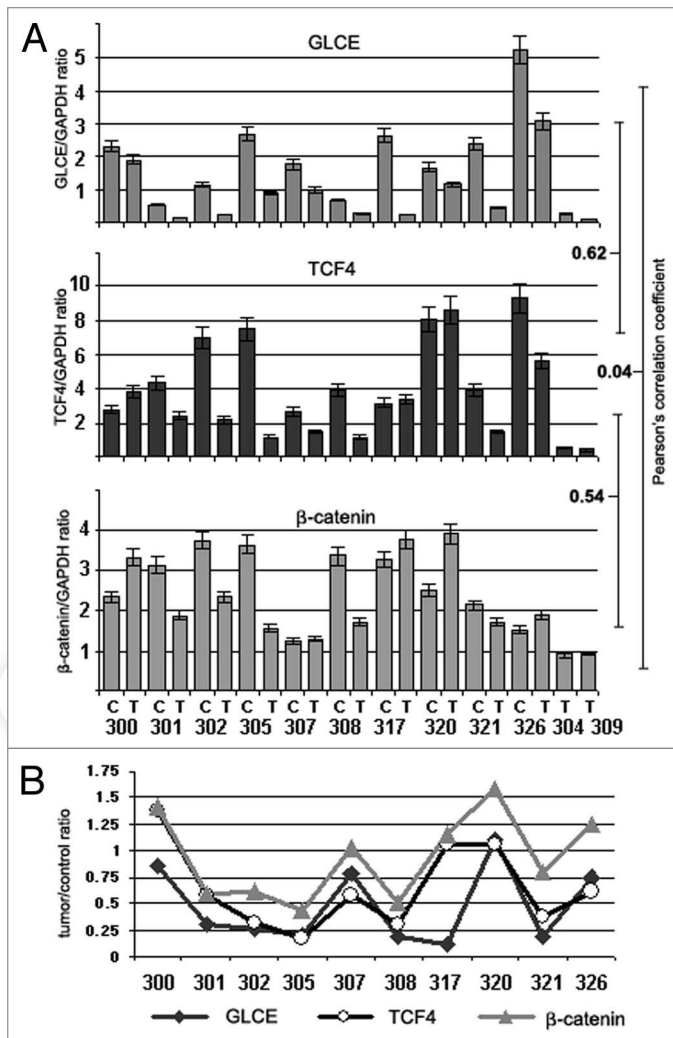 A
GLCE
GLCE/GAPDH ratio
5
4
3
2
1
TCF4
TCF4/GAPDH ratio
10
8
6
4
2
β-catenin
β-catenin/GAPDH ratio
4
3
2
1
C T C T C T C T C T C T C T C T C T C T T T
300 301 302 305 307 308 317 320 321 326 304 309
0.62
0.04
0.54
Pearson's correlation coefficient
B
tumor/control ratio
1.75
1.5
1.25
1
0.75
0.5
0.25
0
300 301 302 305 307 308 317 320 321 326
GLCE TCF4 β-catenin